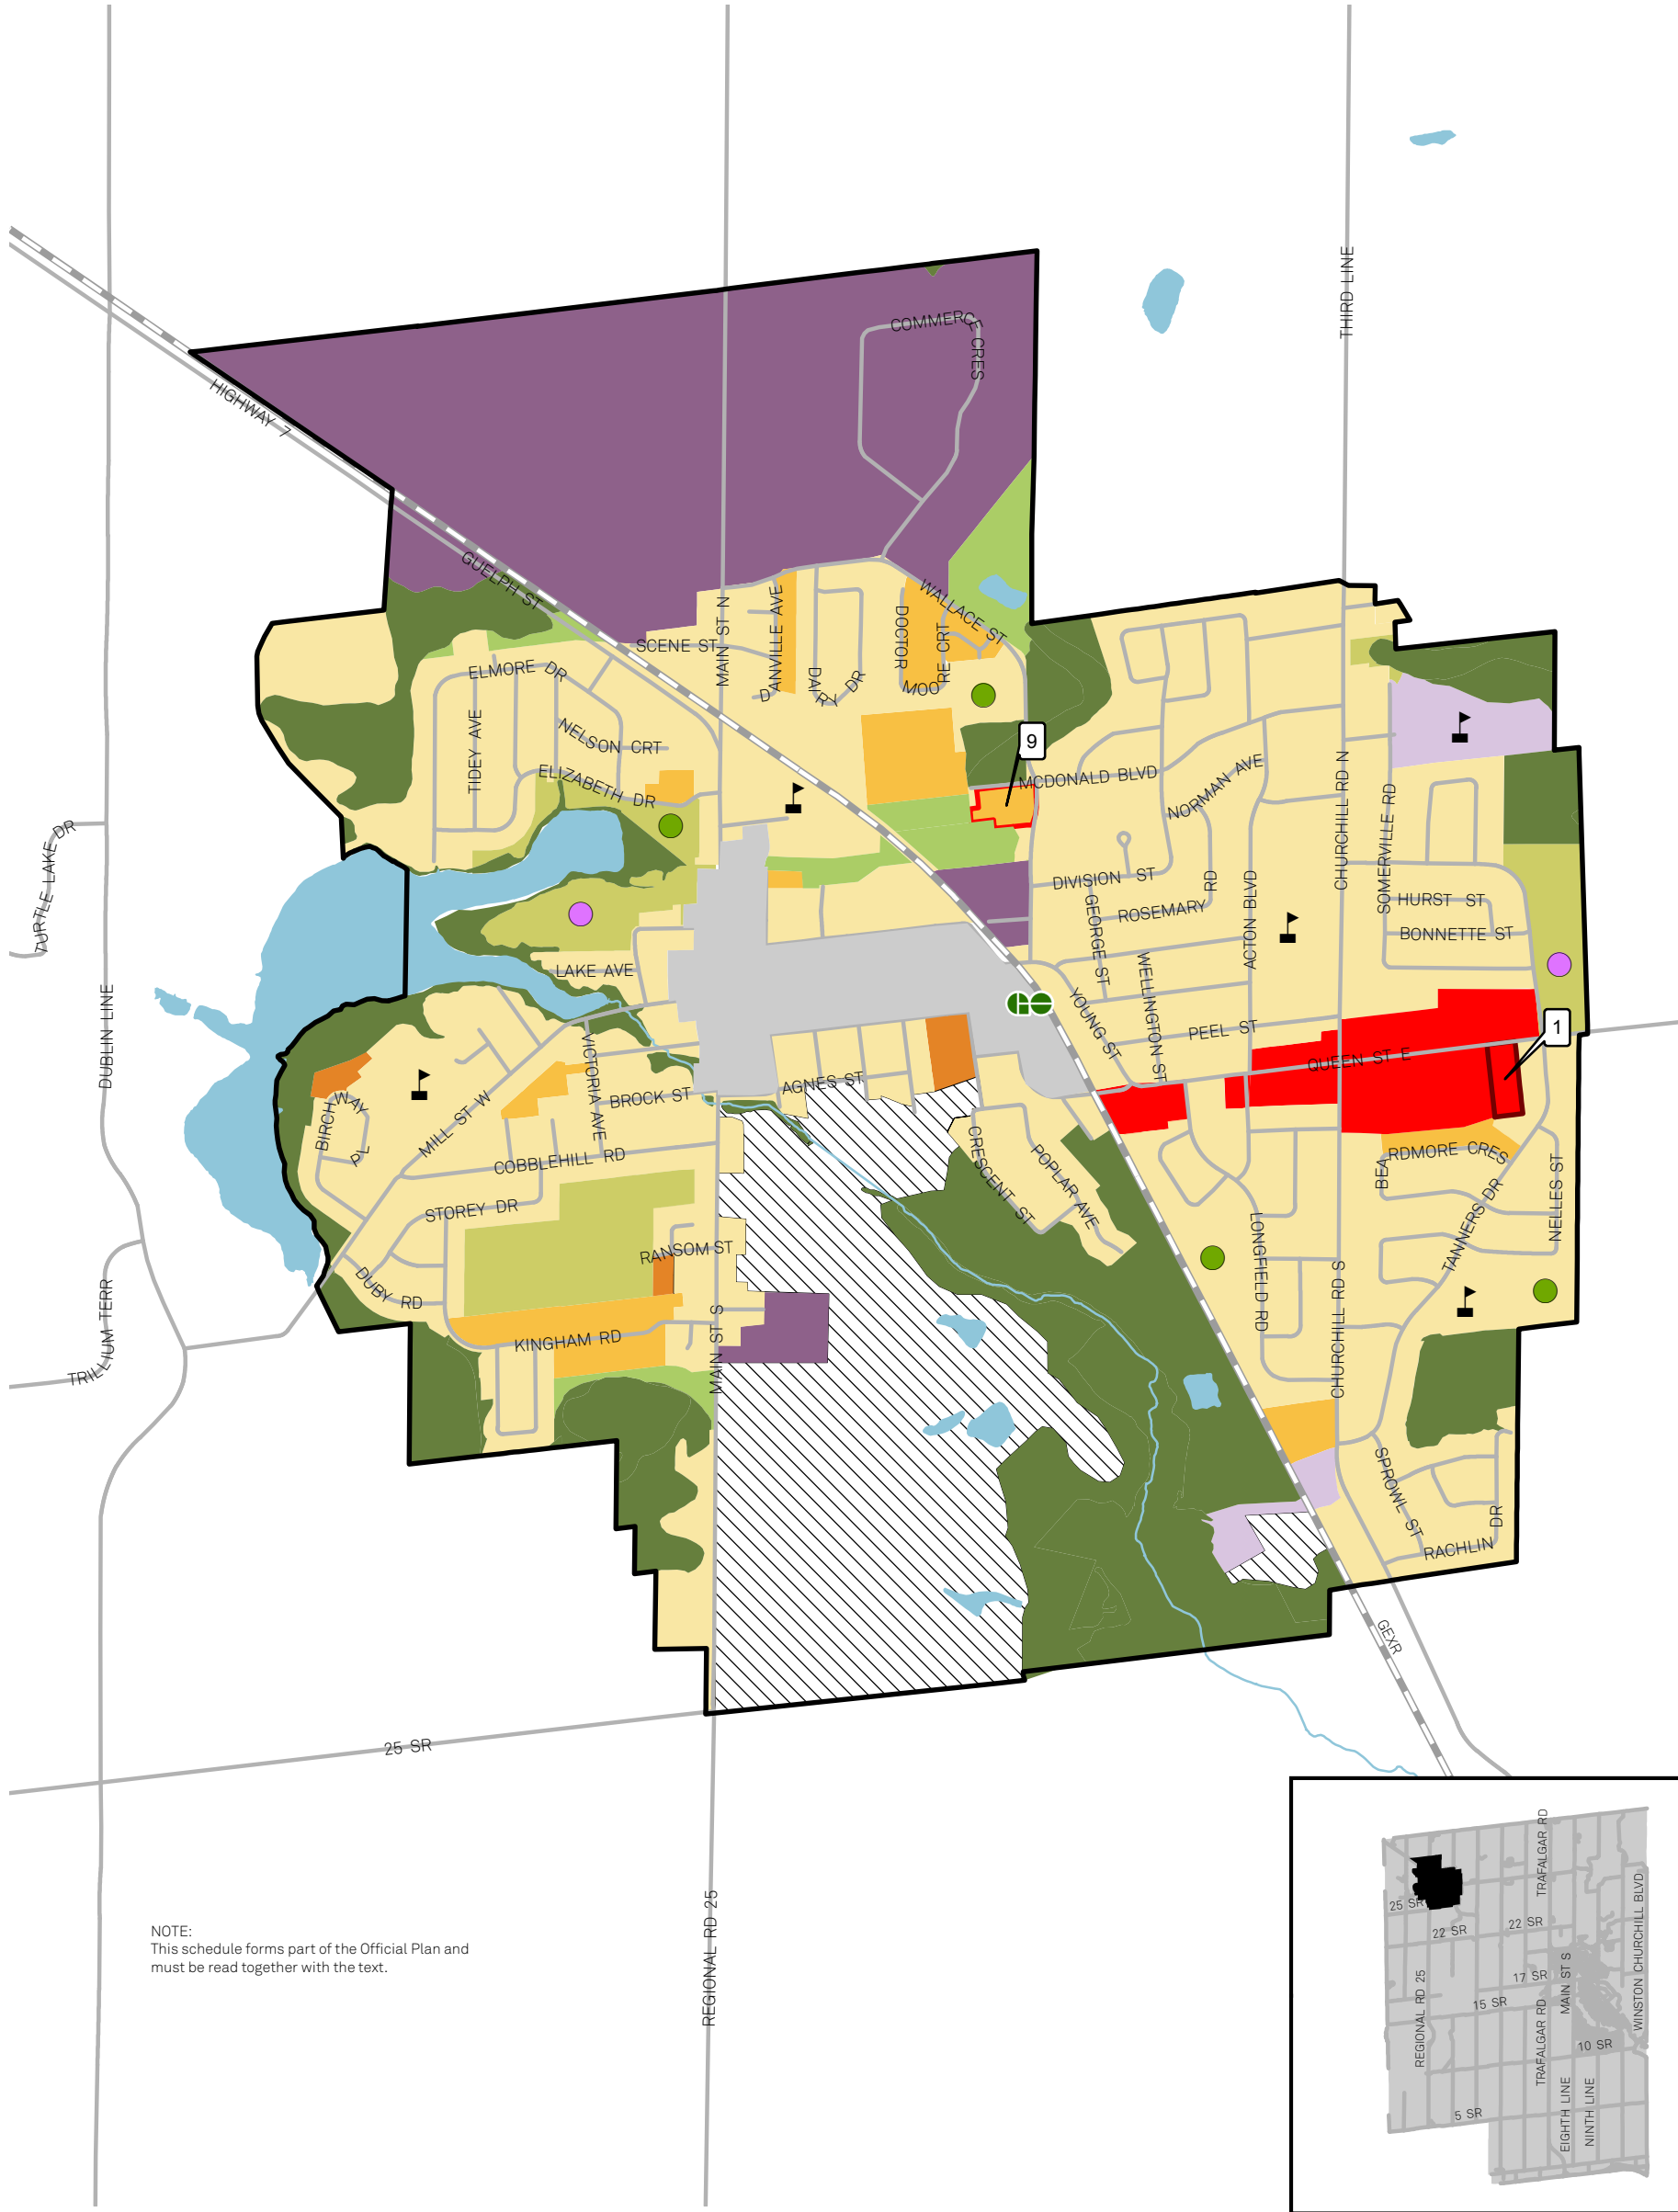 THIRD LINE
COMMERCE CRES
HIGHWAY 7
GUELPH ST
WALLACE ST
MAIN ST N
DANVILLE AVE
SCENE ST
DAIRY DR
DOCTOR MOORE CRT
ELMORE DR
TIDEY AVE
NELSON CRT
ELIZABETH DR
9
MCDONALD BLVD
NORMAN AVE
CHURCHILL RD N
SOMERVILLE RD
TURTLE LAKE DR
DIVISION ST
ROSEMARY RD
GEORGE ST
ACTON BLVD
HURST ST
BONNETTE ST
LAKE AVE
WELLINGTON ST
YOUNG ST
PEEL ST
QUEEN ST E
1
DUBLIN LINE
GO
VICTORIA AVE
AGNES ST
BROCK ST
BIRCH WAY PL
MILL ST W
COBBLEHILL RD
CRESCENT ST
POPLAR AVE
BEARDMORE CRES
NELLES ST
TANNERS DR
STOREY DR
RANSOM ST
LONGFIELD RD
DUBY RD
KINGHAM RD
MAIN ST S
CHURCHILL RD S
TRILLIUM TERR
SPROWL ST
RACHLIN DR
GEXR
25 SR
REGIONAL RD 25
NOTE:
This schedule forms part of the Official Plan and
must be read together with the text.
TRAFALGAR RD
25 SR
22 SR
22 SR
WINSTON CHURCHILL BLVD
MAIN ST S
17 SR
15 SR
REGIONAL RD 25
TRAFALGAR RD
10 SR
5 SR
EIGHTH LINE
NINTH LINE